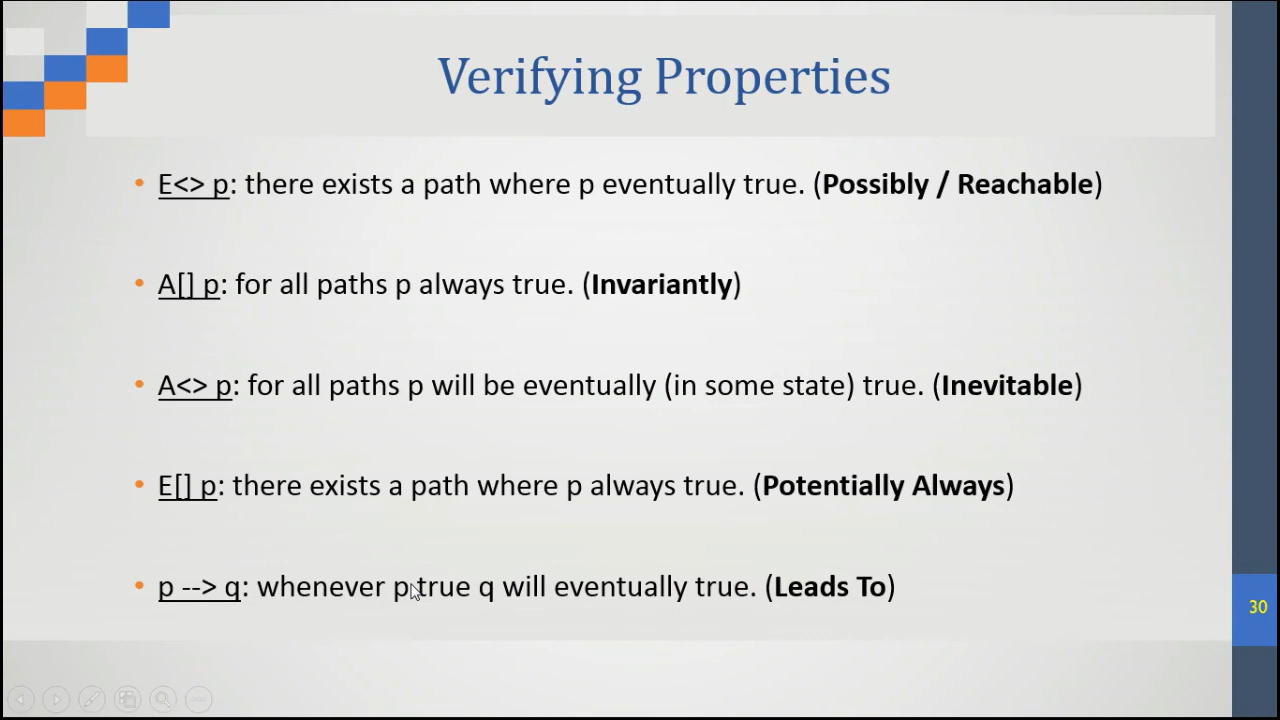 Verifying Properties
• E<> p: there exists a path where p eventually true. (Possibly / Reachable)
• A[] p: for all paths p always true. (Invariantly)
• A<> p: for all paths p will be eventually (in some state) true. (Inevitable)
• E[] p: there exists a path where p always true. (Potentially Always)
• p --> q: whenever p true q will eventually true. (Leads To)
30